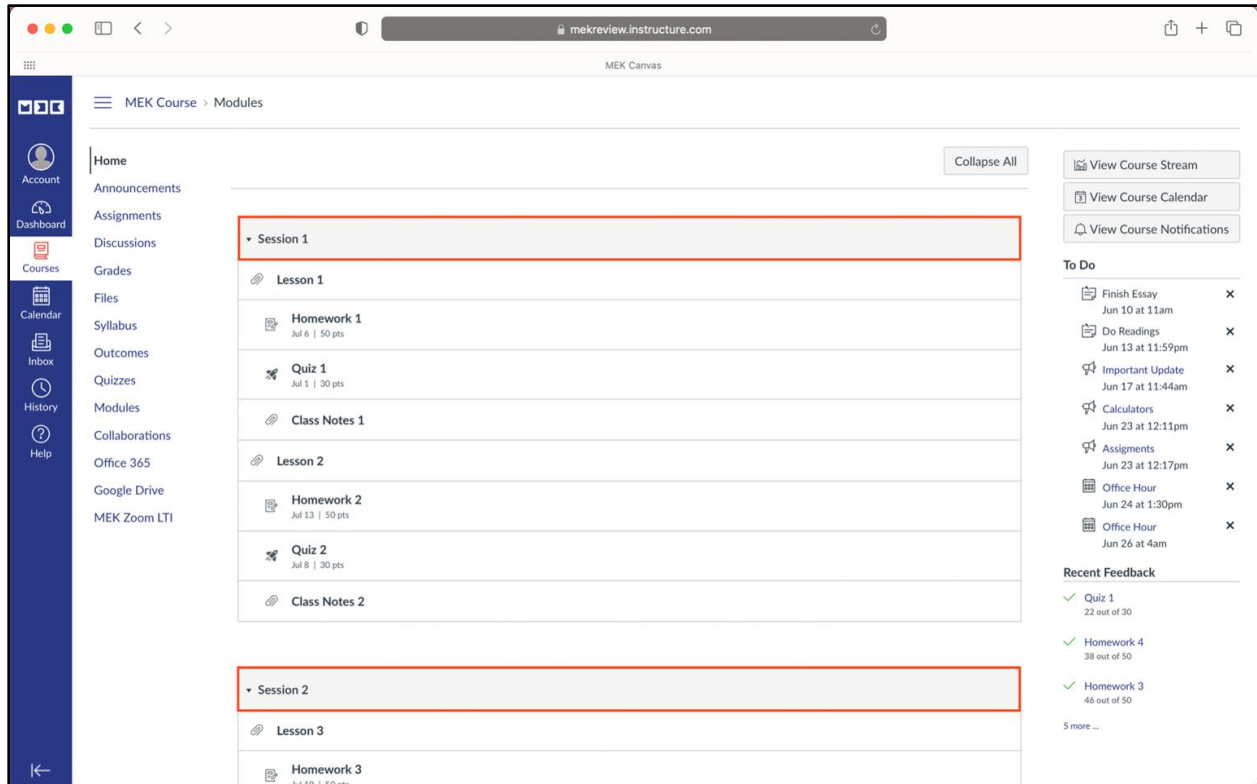 mekreview.instructure.com
MEK Canvas
MEK
MEK Course > Modules
Account
Dashboard
Courses
Calendar
Inbox
History
Help
Home
Announcements
Assignments
Discussions
Grades
Files
Syllabus
Outcomes
Quizzes
Modules
Collaborations
Office 365
Google Drive
MEK Zoom LTI
Collapse All
Session 1
Lesson 1
Homework 1
Jul 6 | 50 pts
Quiz 1
Jul 1 | 30 pts
Class Notes 1
Lesson 2
Homework 2
Jul 13 | 50 pts
Quiz 2
Jul 8 | 30 pts
Class Notes 2
Session 2
Lesson 3
Homework 3
View Course Stream
3 View Course Calendar
View Course Notifications
To Do
Finish Essay
Jun 10 at 11am
Do Readings
Jun 13 at 11:59pm
Important Update
Jun 17 at 11:44am
Calculators
Jun 23 at 12:11pm
Assigments
Jun 23 at 12:17pm
Office Hour
Jun 24 at 1:30pm
Office Hour
Jun 26 at 4am
Recent Feedback
Quiz 1
22 out of 30
Homework 4
38 out of 50
Homework 3
46 out of 50
5 more ...